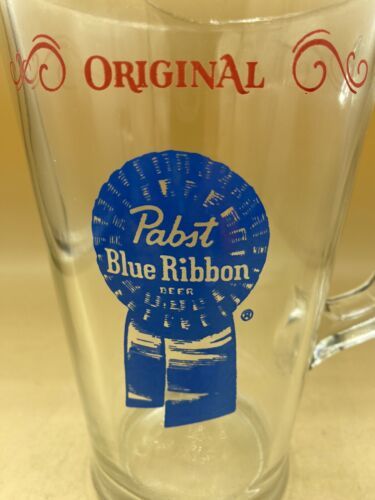 ORIGINAL
Pabst
Blue Ribbon
BEER
®